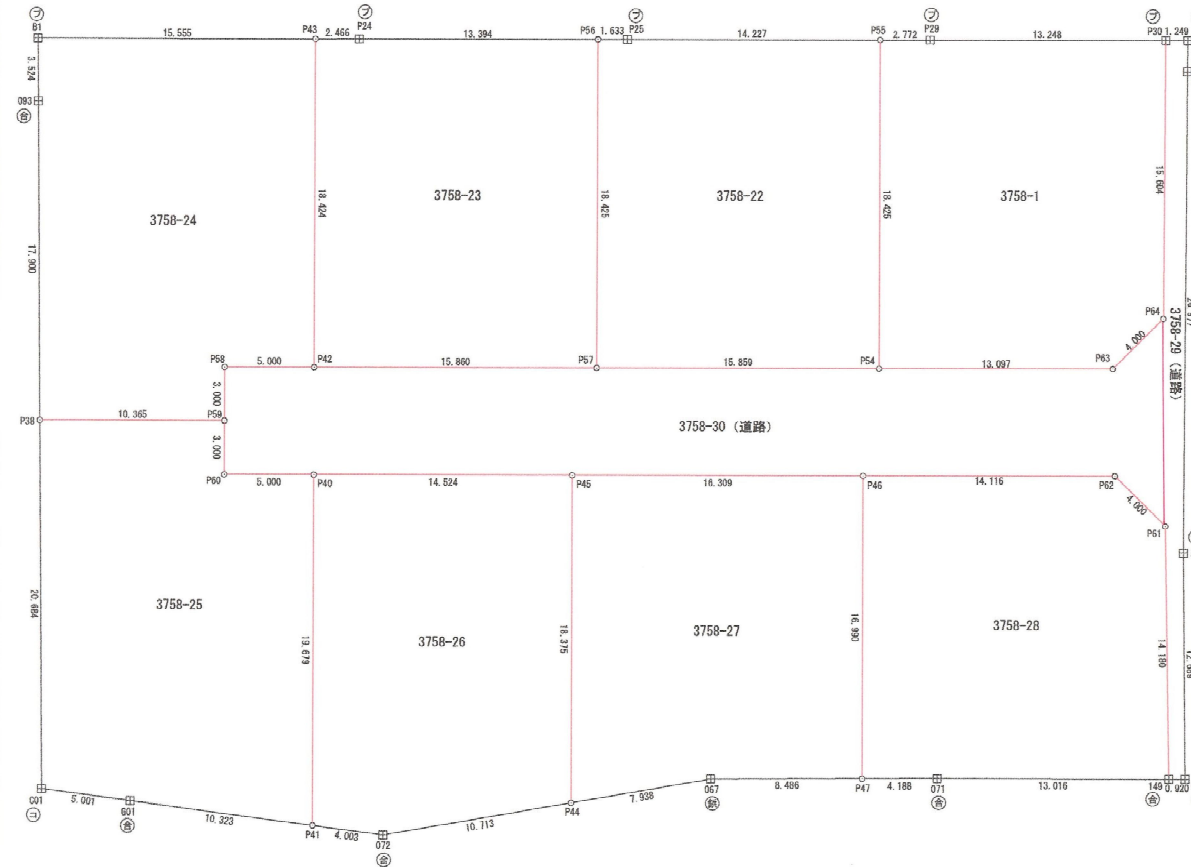 ㋫ ㋫ ㋫ ㋫ ㋫
B1 15.555 P43 2.466 P24 13.394 P56 1.633 P25 14.227 P55 2.772 P29 13.248 P30 1.249
3.524
093
18.424 18.425 18.425 15.604
3758-24 3758-23 3758-22 3758-1
17.900
P64
3758-29 (道路)
4.000
P58 5.000 P42 15.860 P57 15.859 P54 13.097 P63
3.000
P38 10.365 P59
3758-30 (道路)
3.000
P60 5.000 P40 14.524 P45 16.309 P46 14.116 P62
4.000
P61
3758-25 3758-26 3758-27 3758-28
20.684 19.679 18.375 16.990 14.180
001 5.001 601 10.323 P41 4.003 072 10.713 P44 7.938 067 8.486 P47 4.188 071 13.016 149 0.920